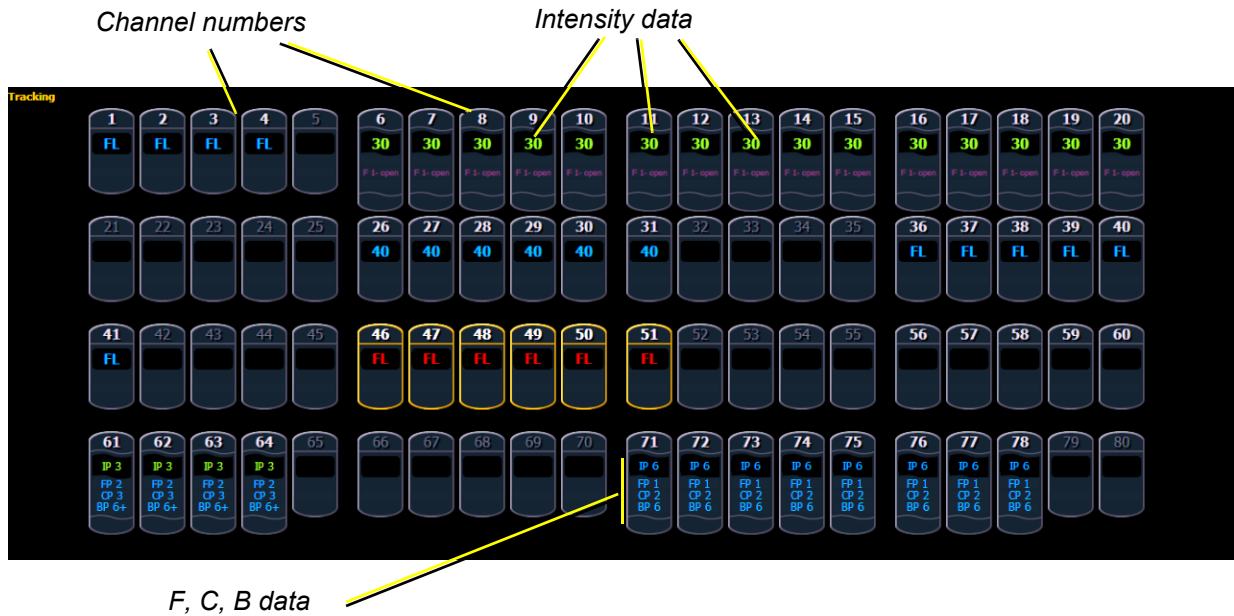 Channel numbers Intensity data
Tracking
1 2 3 4 5 6 7 8 9 10 11 12 13 14 15 16 17 18 19 20
FL FL FL FL 30 30 30 30 30 30 30 30 30 30 30 30 30 30 30
F 1- open F 1- open F 1- open F 1- open F 1- open F 1- open F 1- open F 1- open F 1- open F 1- open F 1- open F 1- open F 1- open F 1- open F 1- open
21 22 23 24 25 26 27 28 29 30 31 32 33 34 35 36 37 38 39 40
40 40 40 40 40 40 FL FL FL FL FL
41 42 43 44 45 46 47 48 49 50 51 52 53 54 55 56 57 58 59 60
FL FL FL FL FL FL FL
61 62 63 64 65 66 67 68 69 70 71 72 73 74 75 76 77 78 79 80
IP 3 IP 3 IP 3 IP 3 IP 6 IP 6 IP 6 IP 6 IP 6 IP 6 IP 6 IP 6
FP 2 FP 2 FP 2 FP 2 FP 1 FP 1 FP 1 FP 1 FP 1 FP 1 FP 1 FP 1
CP 3 CP 3 CP 3 CP 3 CP 2 CP 2 CP 2 CP 2 CP 2 CP 2 CP 2 CP 2
BP 6+ BP 6+ BP 6+ BP 6+ BP 6 BP 6 BP 6 BP 6 BP 6 BP 6 BP 6 BP 6
F, C, B data